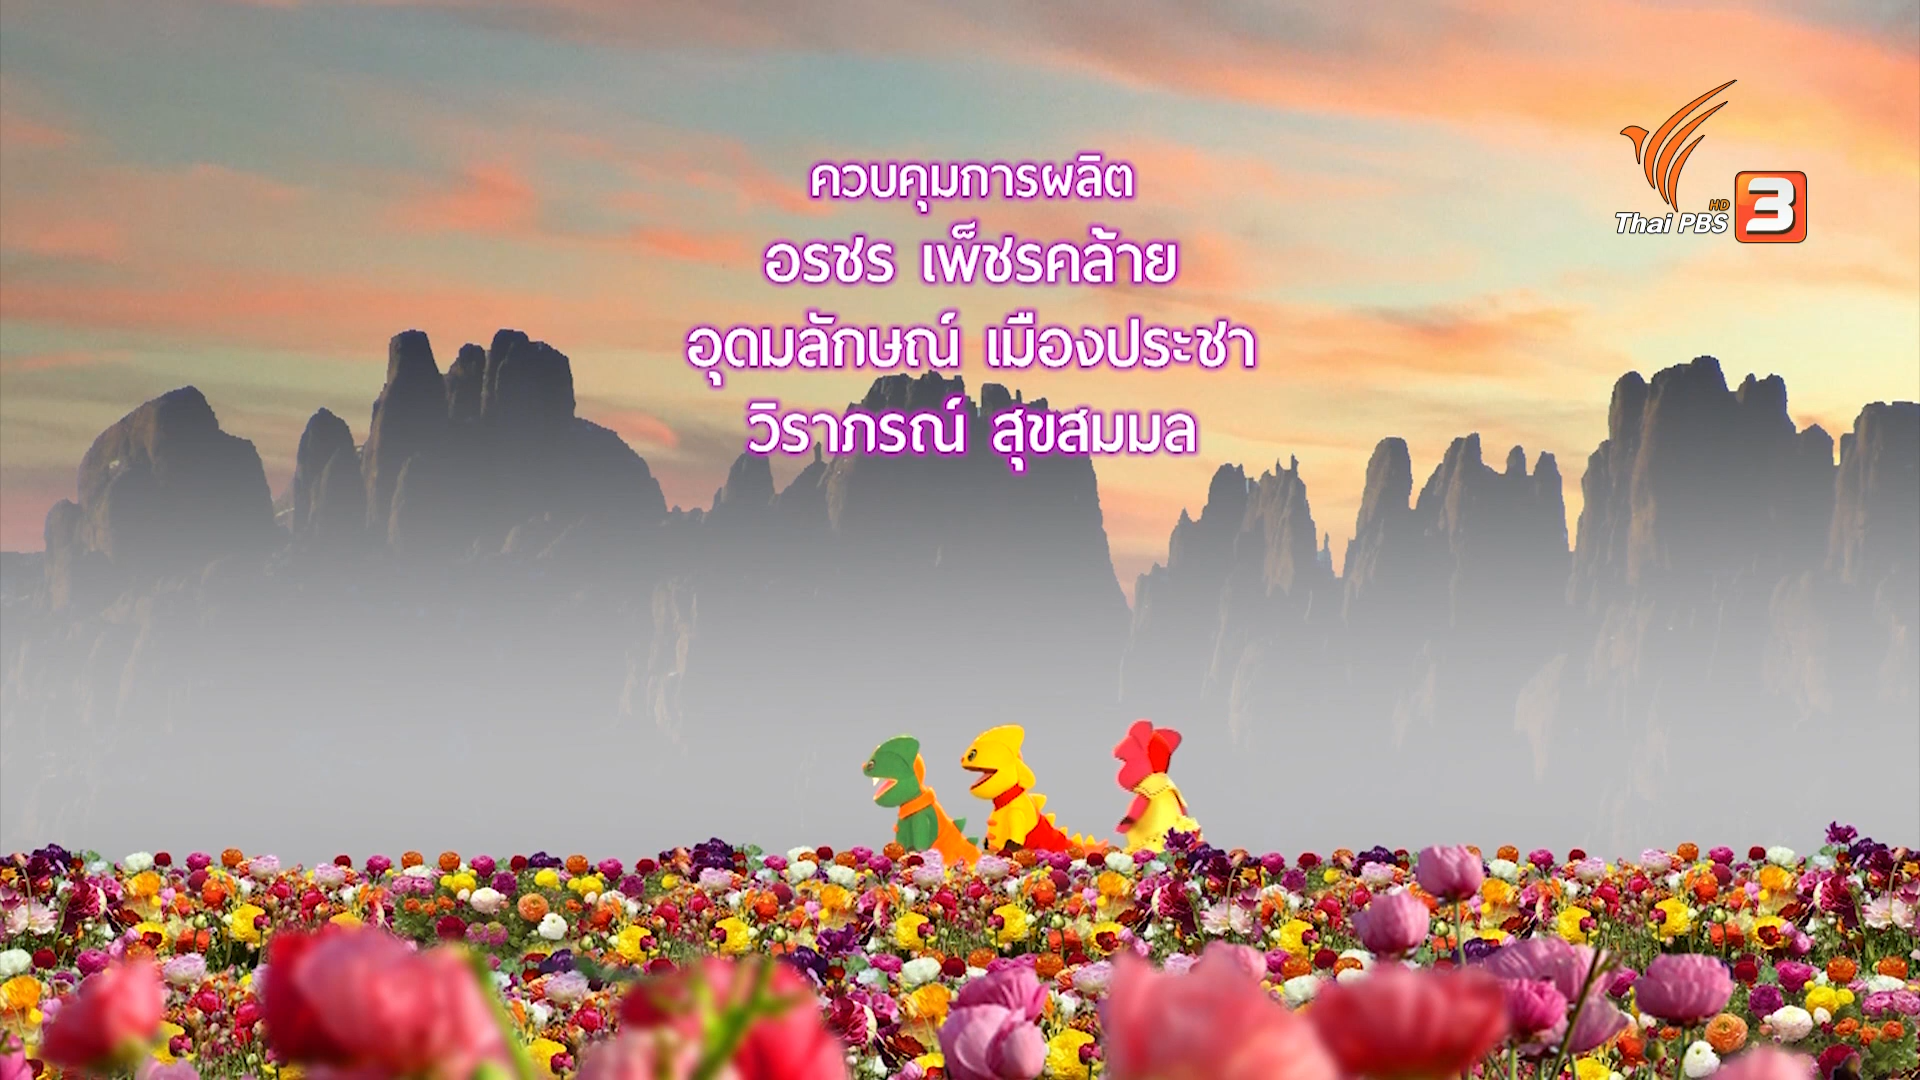 ควบคุมการผลิต
อรชร เพ็ชรคล้าย
อุดมลักษณ์ เมืองประชา
วิราภรณ์ สุขสมมล
HD
Thai PBS 3